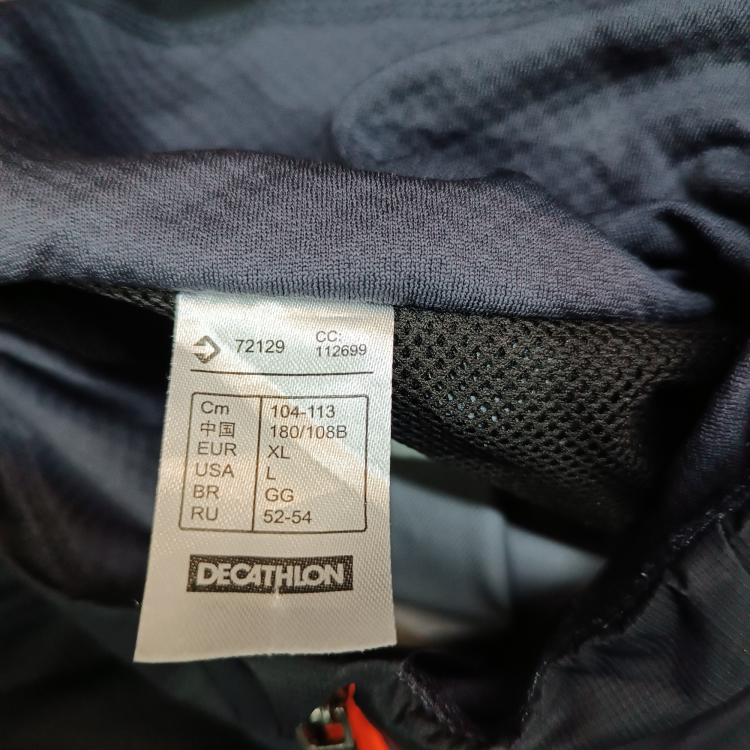 72129 CC: 112699
Cm 104-113
中国 180/108B
EUR XL
USA L
BR GG
RU 52-54
DECATHLON